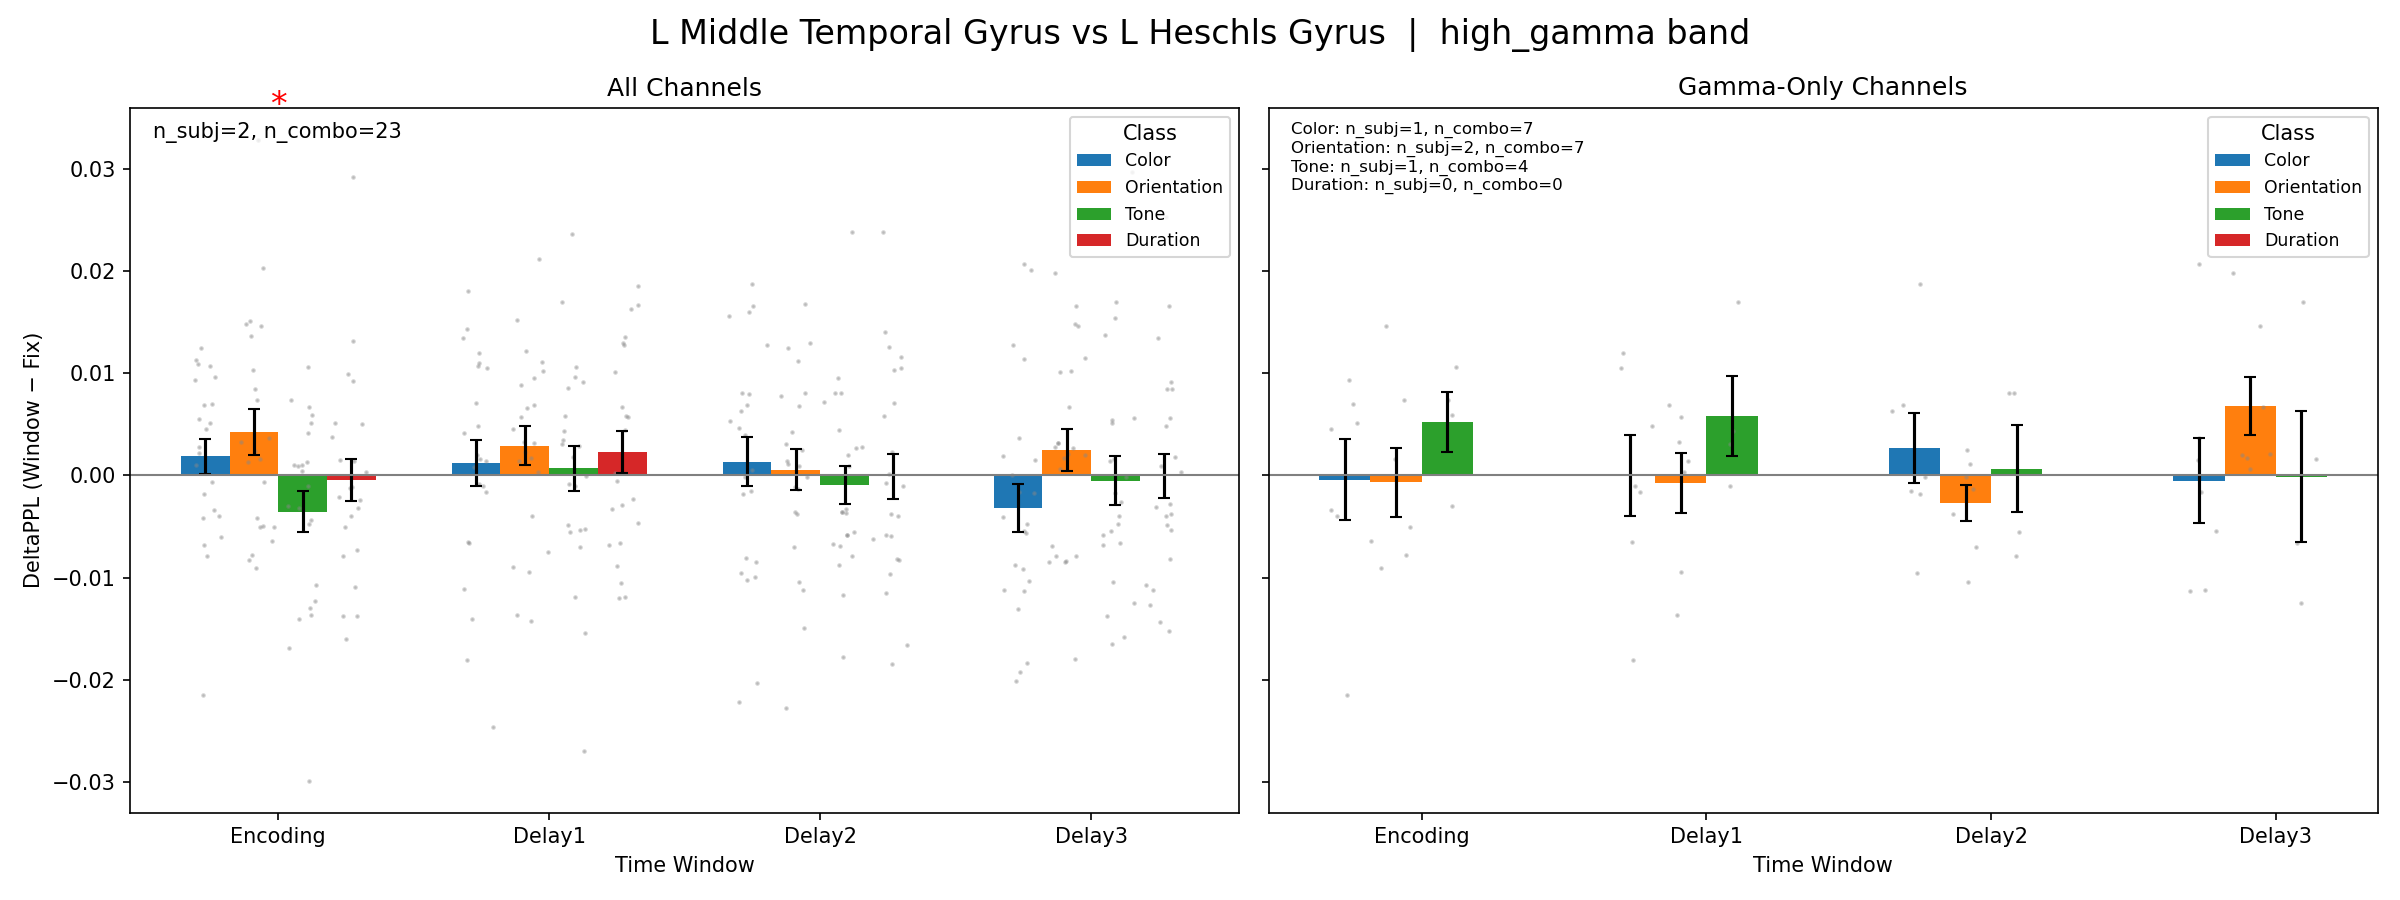 L Middle Temporal Gyrus vs L Heschls Gyrus | high_gamma band
All Channels
*
n_subj=2, n_combo=23
Class
Color
Orientation
Tone
Duration
DeltaPPL (Window − Fix)
0.03
0.02
0.01
0.00
−0.01
−0.02
−0.03
Encoding
Delay1
Delay2
Delay3
Time Window
Gamma-Only Channels
Color: n_subj=1, n_combo=7
Orientation: n_subj=2, n_combo=7
Tone: n_subj=1, n_combo=4
Duration: n_subj=0, n_combo=0
Class
Color
Orientation
Tone
Duration
Encoding
Delay1
Delay2
Delay3
Time Window